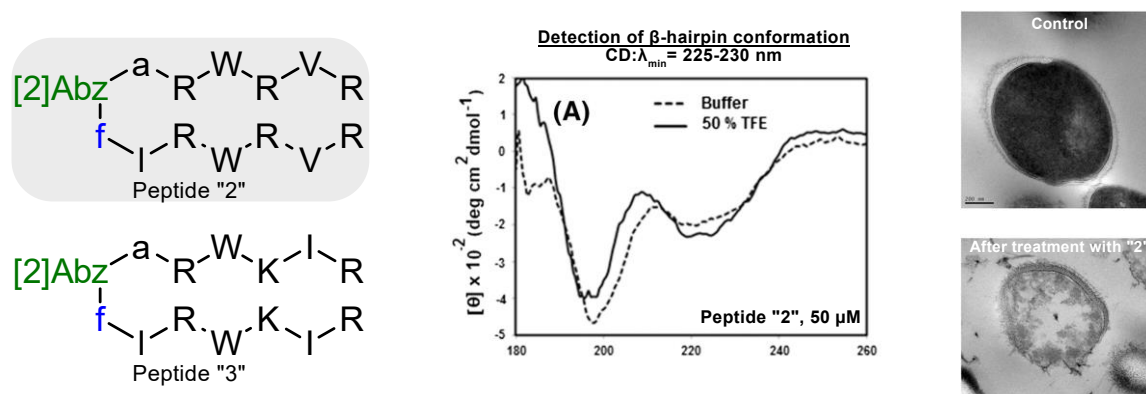 a W V
[2]Abz R R R
f R R R
I W V
Peptide "2"
a W I
[2]Abz R K R
f R K R
I W I
Peptide "3"
Detection of β-hairpin conformation
CD:λmin= 225-230 nm
(A)
Buffer
50 % TFE
[θ] x 10-2 (deg cm2 dmol-1)
2
1
0
-1
-2
-3
-4
-5
180 200 220 240 260
Peptide "2", 50 µM
Control
200 nm
After treatment with "2"